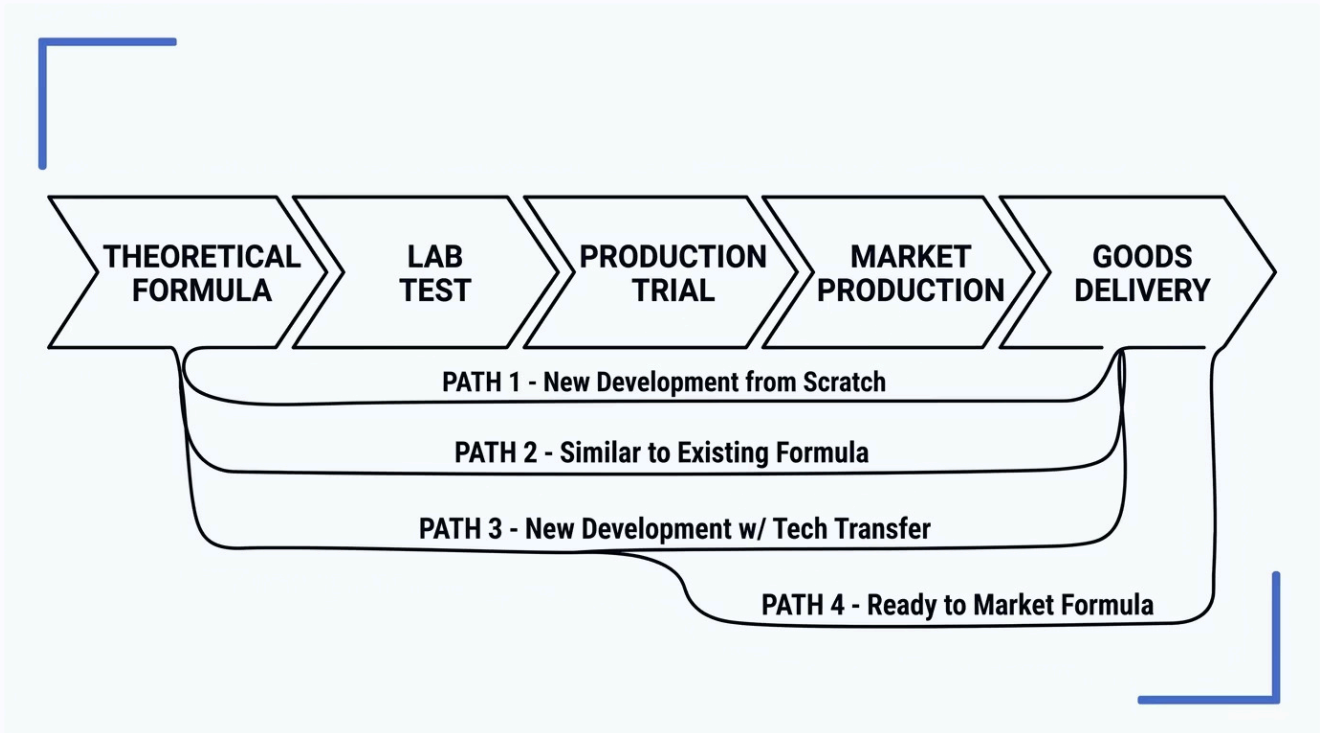 THEORETICAL
FORMULA
LAB
TEST
PRODUCTION
TRIAL
MARKET
PRODUCTION
GOODS
DELIVERY
PATH 1 - New Development from Scratch
PATH 2 - Similar to Existing Formula
PATH 3 - New Development w/ Tech Transfer
PATH 4 - Ready to Market Formula